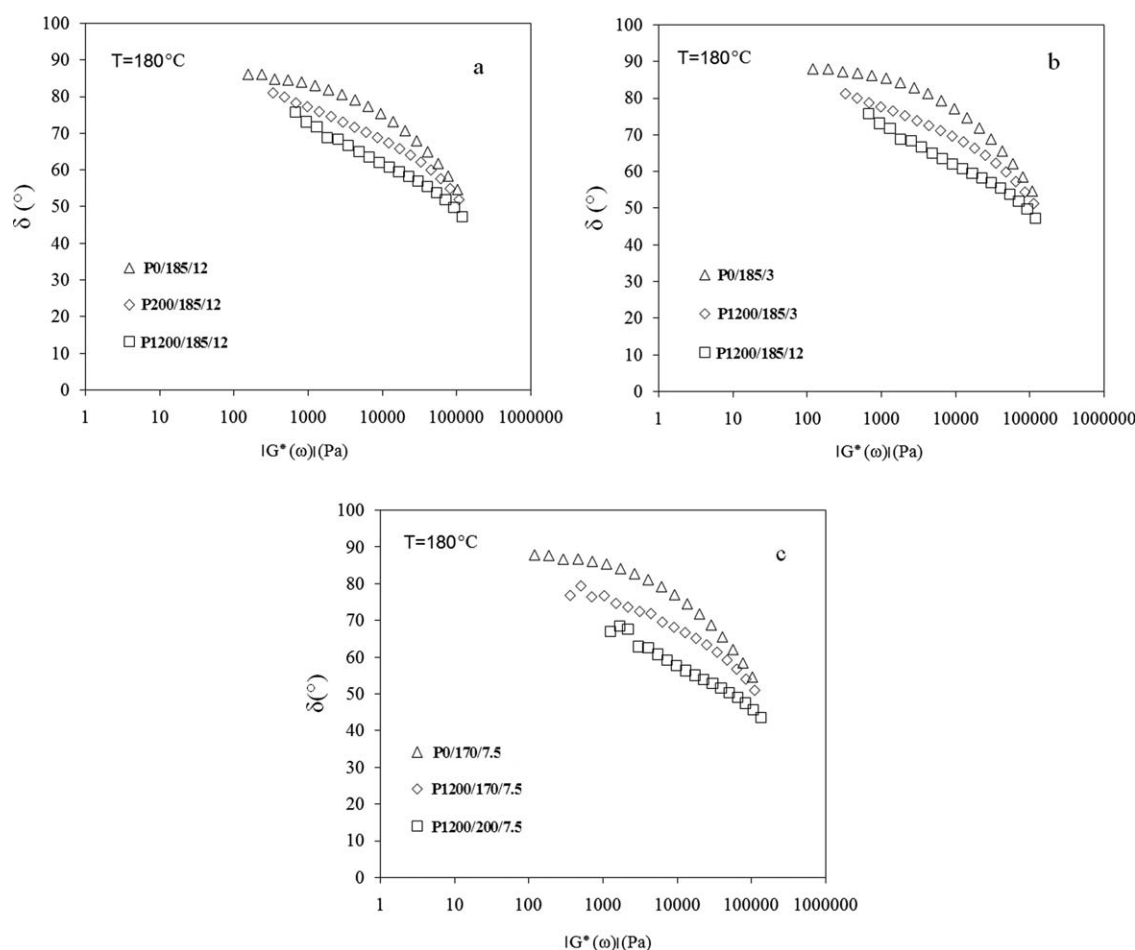 100
90
80
70
60
50
40
30
20
10
0
δ (°)
T=180°C
a
P0/185/12
P200/185/12
P1200/185/12
1 10 100 1000 10000 100000 1000000
|G*(ω)|(Pa)
100
90
80
70
60
50
40
30
20
10
0
δ (°)
T=180°C
b
P0/185/3
P1200/185/3
P1200/185/12
1 10 100 1000 10000 100000 1000000
|G*(ω)|(Pa)
100
90
80
70
60
50
40
30
20
10
0
δ(°)
T=180°C
c
P0/170/7.5
P1200/170/7.5
P1200/200/7.5
1 10 100 1000 10000 100000 1000000
|G*(ω)|(Pa)